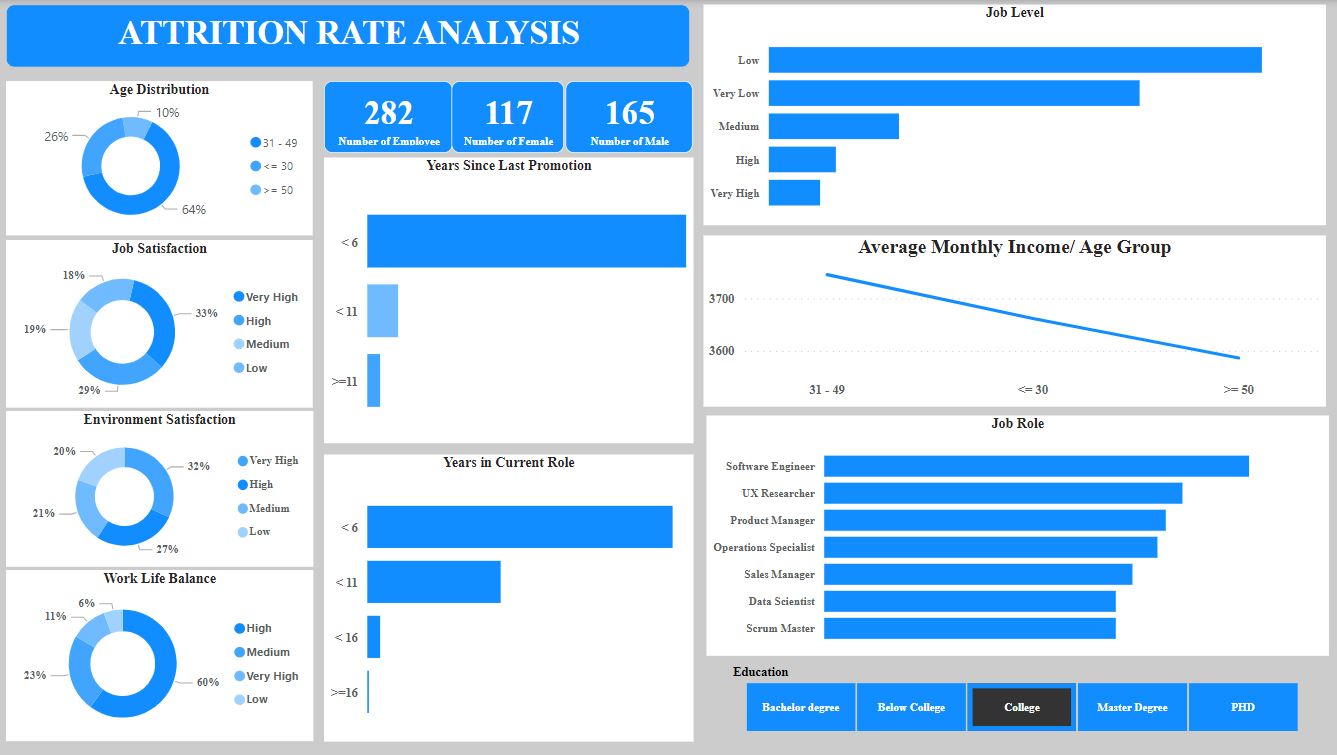 ATTRITION RATE ANALYSIS
Age Distribution
10%
26%
64%
31 - 49
<= 30
>= 50
Job Satisfaction
18%
33%
19%
29%
Very High
High
Medium
Low
Environment Satisfaction
20%
32%
21%
27%
Very High
High
Medium
Low
Work Life Balance
6%
11%
23%
60%
High
Medium
Very High
Low
282
Number of Employee
117
Number of Female
165
Number of Male
Years Since Last Promotion
< 6
< 11
>=11
Years in Current Role
< 6
< 11
< 16
>=16
Job Level
Low
Very Low
Medium
High
Very High
Average Monthly Income/ Age Group
3700
3600
31 - 49
<= 30
>= 50
Job Role
Software Engineer
UX Researcher
Product Manager
Operations Specialist
Sales Manager
Data Scientist
Scrum Master
Education
Bachelor degree
Below College
College
Master Degree
PHD